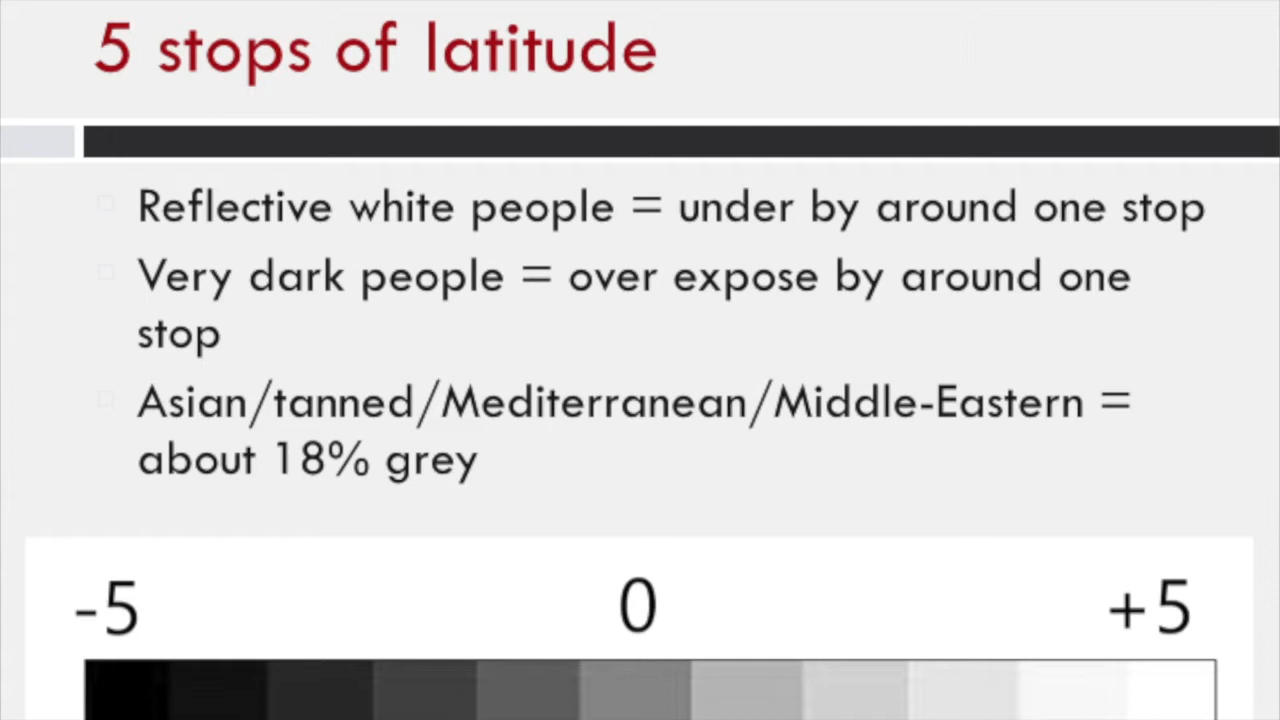 5 stops of latitude
Reflective white people = under by around one stop
Very dark people = over expose by around one
stop
Asian/tanned/Mediterranean/Middle-Eastern =
about 18% grey
-5 0 +5